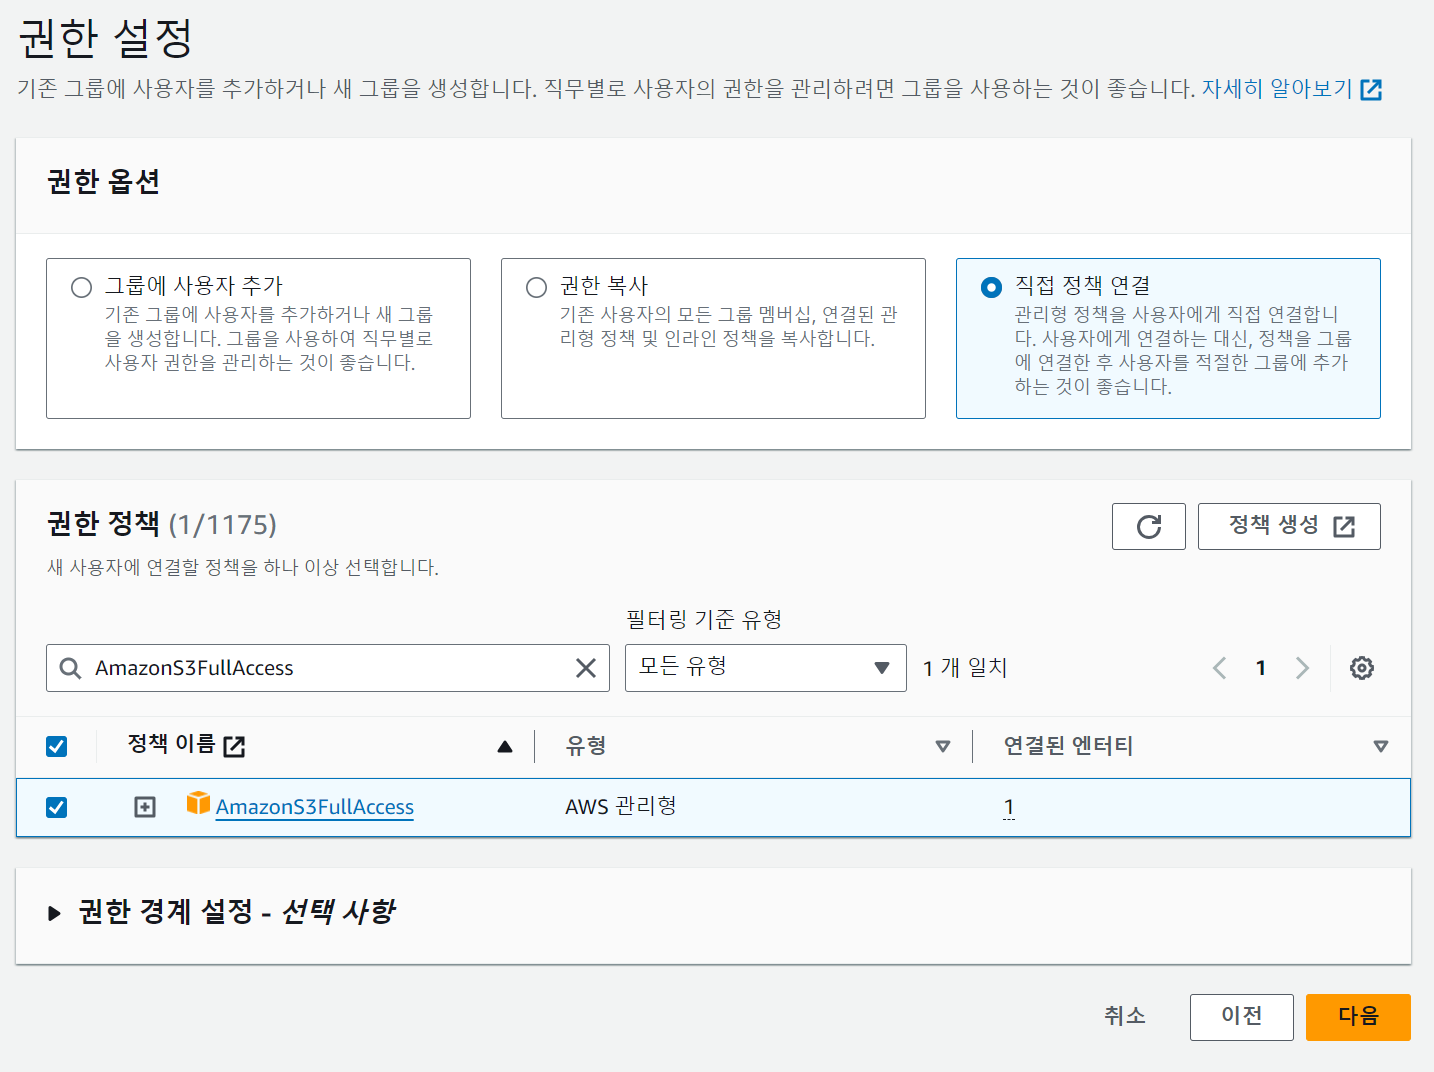 권한 설정
기존 그룹에 사용자를 추가하거나 새 그룹을 생성합니다. 직무별로 사용자의 권한을 관리하려면 그룹을 사용하는 것이 좋습니다. 자세히 알아보기
권한 옵션
그룹에 사용자 추가
기존 그룹에 사용자를 추가하거나 새 그룹
을 생성합니다. 그룹을 사용하여 직무별로
사용자 권한을 관리하는 것이 좋습니다.
권한 복사
기존 사용자의 모든 그룹 멤버십, 연결된 관
리형 정책 및 인라인 정책을 복사합니다.
직접 정책 연결
관리형 정책을 사용자에게 직접 연결합니
다. 사용자에게 연결하는 대신, 정책을 그룹
에 연결한 후 사용자를 적절한 그룹에 추가
하는 것이 좋습니다.
권한 정책 (1/1175)
정책 생성
새 사용자에 연결할 정책을 하나 이상 선택합니다.
필터링 기준 유형
AmazonS3FullAccess
모든 유형
1 개 일치
1
정책 이름
유형
연결된 엔터티
AmazonS3FullAccess
AWS 관리형
1
권한 경계 설정 - 선택 사항
취소
이전
다음